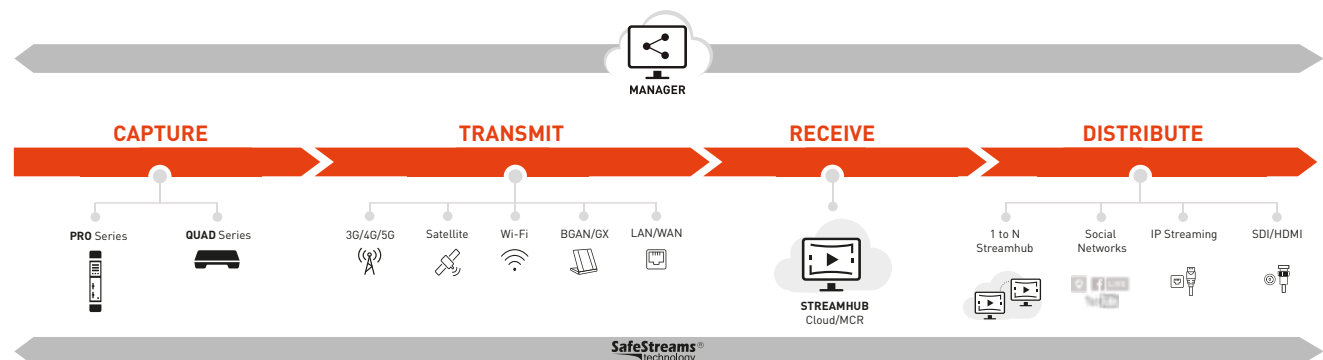 MANAGER
CAPTURE
TRANSMIT
RECEIVE
DISTRIBUTE
PRO Series
QUAD Series
3G/4G/5G
Satellite
Wi-Fi
BGAN/GX
LAN/WAN
STREAMHUB
Cloud/MCR
1 to N
Streamhub
Social
Networks
IP Streaming
SDI/HDMI
SafeStreams®
technology